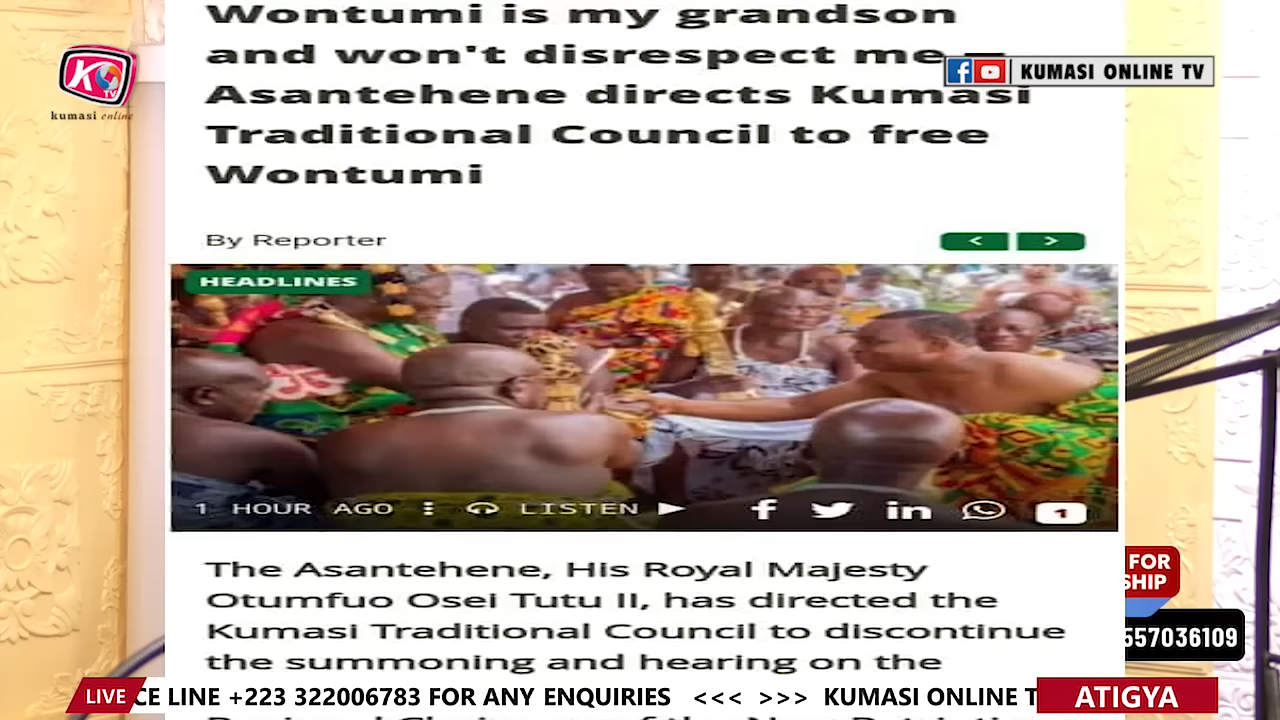 Wontumi is my grandson
and won't disrespect me –
Asantehene directs Kumasi
Traditional Council to free
Wontumi
KUMASI ONLINE TV
K TV
kumasi online
By Reporter
< >
HEADLINES
1 HOUR AGO LISTEN
1
The Asantehene, His Royal Majesty
Otumfuo Osei Tutu II, has directed the
Kumasi Traditional Council to discontinue
the summoning and hearing on the
FOR
SHIP
557036109
LIVE
CE LINE +223 322006783 FOR ANY ENQUIRIES <<< >>> KUMASI ONLINE T
ATIGYA